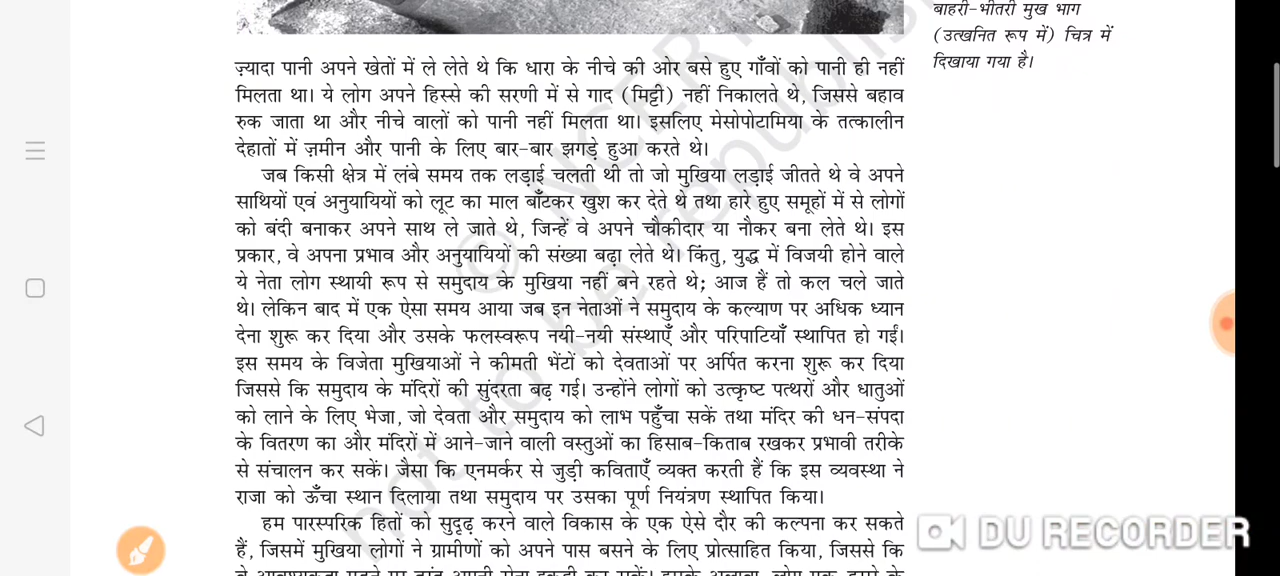 बाहरी-भीतरी मुख भाग
(उत्खनित रूप में) चित्र में
दिखाया गया है।
ज़्यादा पानी अपने खेतों में ले लेते थे कि धारा के नीचे की ओर बसे हुए गाँवों को पानी ही नहीं
मिलता था। ये लोग अपने हिस्से की सरणी में से गाद (मिट्टी) नहीं निकालते थे, जिससे बहाव
रुक जाता था और नीचे वालों को पानी नहीं मिलता था। इसलिए मेसोपोटामिया के तत्कालीन
देहातों में ज़मीन और पानी के लिए बार-बार झगड़े हुआ करते थे।
जब किसी क्षेत्र में लंबे समय तक लड़ाई चलती थी तो जो मुखिया लड़ाई जीतते थे वे अपने
साथियों एवं अनुयायियों को लूट का माल बाँटकर खुश कर देते थे तथा हारे हुए समूहों में से लोगों
को बंदी बनाकर अपने साथ ले जाते थे, जिन्हें वे अपने चौकीदार या नौकर बना लेते थे। इस
प्रकार, वे अपना प्रभाव और अनुयायियों की संख्या बढ़ा लेते थे। किंतु, युद्ध में विजयी होने वाले
ये नेता लोग स्थायी रूप से समुदाय के मुखिया नहीं बने रहते थे; आज हैं तो कल चले जाते
थे। लेकिन बाद में एक ऐसा समय आया जब इन नेताओं ने समुदाय के कल्याण पर अधिक ध्यान
देना शुरू कर दिया और उसके फलस्वरूप नयी-नयी संस्थाएँ और परिपाटियाँ स्थापित हो गईं।
इस समय के विजेता मुखियाओं ने कीमती भेंटों को देवताओं पर अर्पित करना शुरू कर दिया
जिससे कि समुदाय के मंदिरों की सुंदरता बढ़ गई। उन्होंने लोगों को उत्कृष्ट पत्थरों और धातुओं
को लाने के लिए भेजा, जो देवता और समुदाय को लाभ पहुँचा सकें तथा मंदिर की धन-संपदा
के वितरण का और मंदिरों में आने-जाने वाली वस्तुओं का हिसाब-किताब रखकर प्रभावी तरीके
से संचालन कर सकें। जैसा कि एनमर्कर से जुड़ी कविताएँ व्यक्त करती हैं कि इस व्यवस्था ने
राजा को ऊँचा स्थान दिलाया तथा समुदाय पर उसका पूर्ण नियंत्रण स्थापित किया।
हम पारस्परिक हितों को सुदृढ़ करने वाले विकास के एक ऐसे दौर की कल्पना कर सकते
हैं, जिसमें मुखिया लोगों ने ग्रामीणों को अपने पास बसने के लिए प्रोत्साहित किया, जिससे कि
© NCERT
not to be republis
DU RECORDER